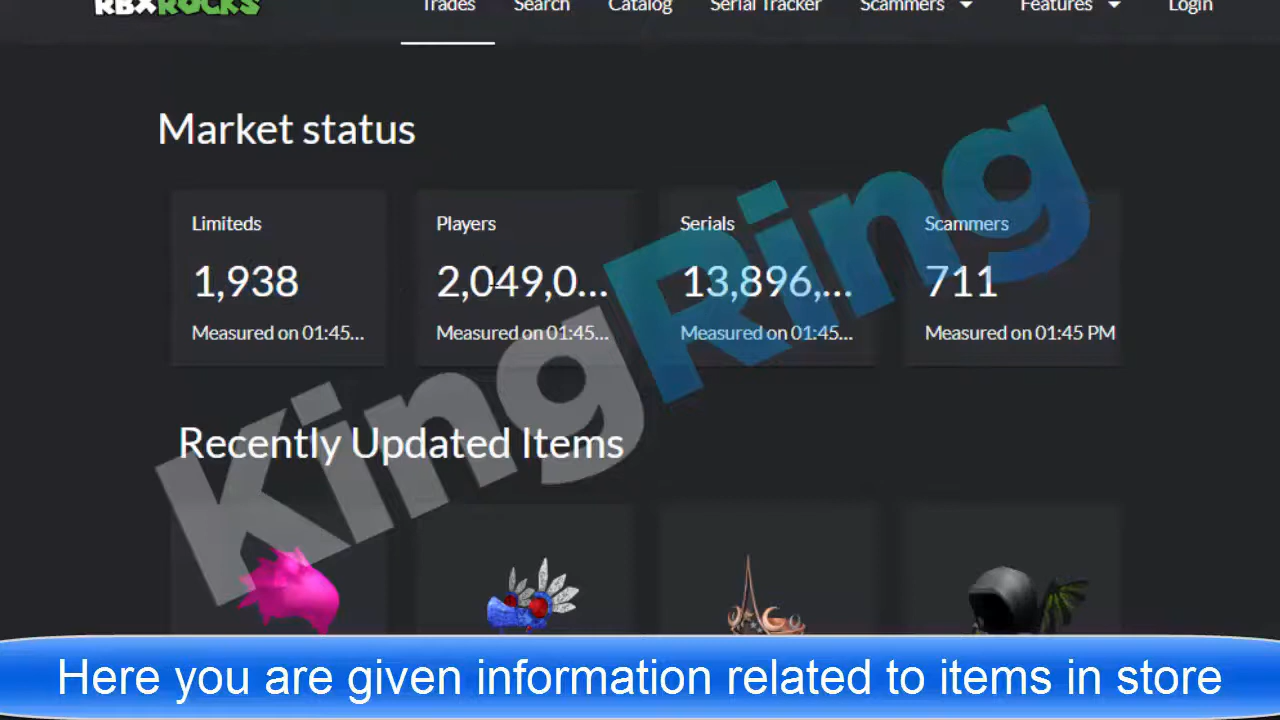 RBXROCKS Trades Search Catalog Serial Tracker Scammers Features Login
Market status
Limiteds Players Serials Scammers
1,938 2,049,0... 13,896,... 711
Measured on 01:45... Measured on 01:45... Measured on 01:45... Measured on 01:45 PM
KingRing
Recently Updated Items
Here you are given information related to items in store